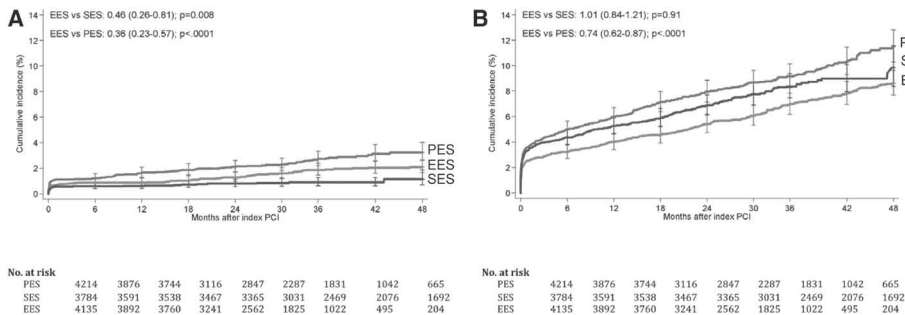 A
EES vs SES: 0.46 (0.26-0.81); p=0.008
EES vs PES: 0.36 (0.23-0.57); p<.0001
Cumulative incidence (%)
14
12
10
8
6
4
2
0
PES
EES
SES
0 6 12 18 24 30 36 42 48
Months after index PCI
No. at risk
PES 4214 3876 3744 3116 2847 2287 1831 1042 665
SES 3784 3591 3538 3467 3365 3031 2469 2076 1692
EES 4135 3892 3760 3241 2562 1825 1022 495 204
B
EES vs SES: 1.01 (0.84-1.21); p=0.91
EES vs PES: 0.74 (0.62-0.87); p<.0001
Cumulative incidence (%)
14
12
10
8
6
4
2
0
0 6 12 18 24 30 36 42 48
Months after index PCI
No. at risk
PES 4214 3876 3744 3116 2847 2287 1831 1042 665
SES 3784 3591 3538 3467 3365 3031 2469 2076 1692
EES 4135 3892 3760 3241 2562 1825 1022 495 204